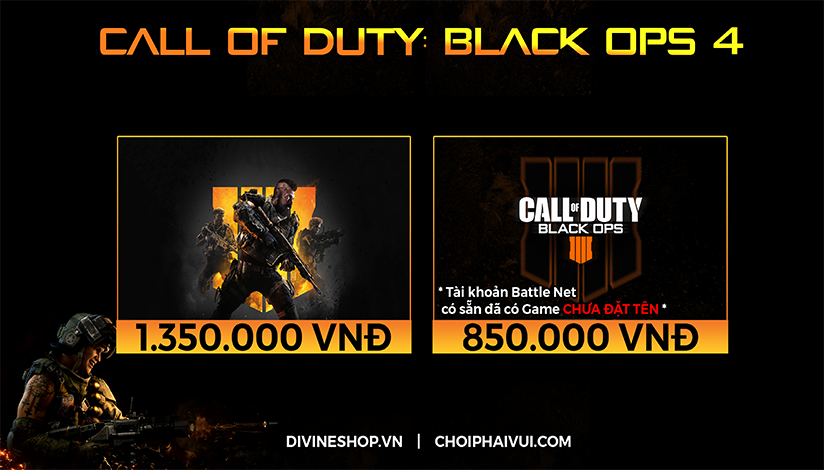 CALL OF DUTY: BLACK OPS 4
1.350.000 VNĐ
CALL OF DUTY
BLACK OPS
* Tài khoản Battle Net
có sẵn đã có Game CHƯA ĐẶT TÊN *
850.000 VNĐ
DIVINESHOP.VN | CHOIPHAIVUI.COM